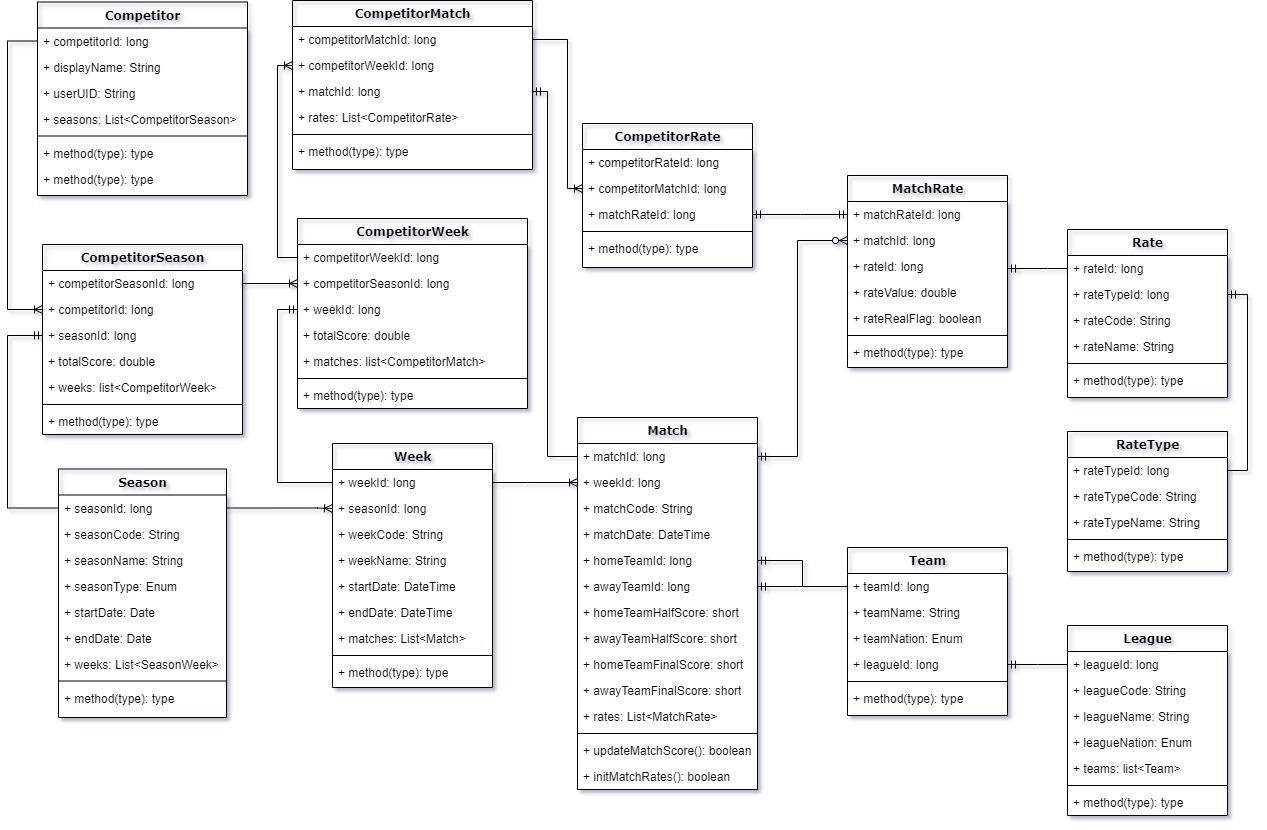 Competitor
+ competitorId: long
+ displayName: String
+ userUID: String
+ seasons: List<CompetitorSeason>
+ method(type): type
+ method(type): type
CompetitorMatch
+ competitorMatchId: long
+ competitorWeekId: long
+ matchId: long
+ rates: List<CompetitorRate>
+ method(type): type
CompetitorRate
+ competitorRateId: long
+ competitorMatchId: long
+ matchRateId: long
+ method(type): type
MatchRate
+ matchRateId: long
+ matchId: long
+ rateId: long
+ rateValue: double
+ rateRealFlag: boolean
+ method(type): type
Rate
+ rateId: long
+ rateTypeId: long
+ rateCode: String
+ rateName: String
+ method(type): type
CompetitorSeason
+ competitorSeasonId: long
+ competitorId: long
+ seasonId: long
+ totalScore: double
+ weeks: list<CompetitorWeek>
+ method(type): type
CompetitorWeek
+ competitorWeekId: long
+ competitorSeasonId: long
+ weekId: long
+ totalScore: double
+ matches: list<CompetitorMatch>
+ method(type): type
Season
+ seasonId: long
+ seasonCode: String
+ seasonName: String
+ seasonType: Enum
+ startDate: Date
+ endDate: Date
+ weeks: List<SeasonWeek>
+ method(type): type
Week
+ weekId: long
+ seasonId: long
+ weekCode: String
+ weekName: String
+ startDate: DateTime
+ endDate: DateTime
+ matches: List<Match>
+ method(type): type
Match
+ matchId: long
+ weekId: long
+ matchCode: String
+ matchDate: DateTime
+ homeTeamId: long
+ awayTeamId: long
+ homeTeamHalfScore: short
+ awayTeamHalfScore: short
+ homeTeamFinalScore: short
+ awayTeamFinalScore: short
+ rates: List<MatchRate>
+ updateMatchScore(): boolean
+ initMatchRates(): boolean
RateType
+ rateTypeId: long
+ rateTypeCode: String
+ rateTypeName: String
+ method(type): type
Team
+ teamId: long
+ teamName: String
+ teamNation: Enum
+ leagueId: long
+ method(type): type
League
+ leagueId: long
+ leagueCode: String
+ leagueName: String
+ leagueNation: Enum
+ teams: list<Team>
+ method(type): type